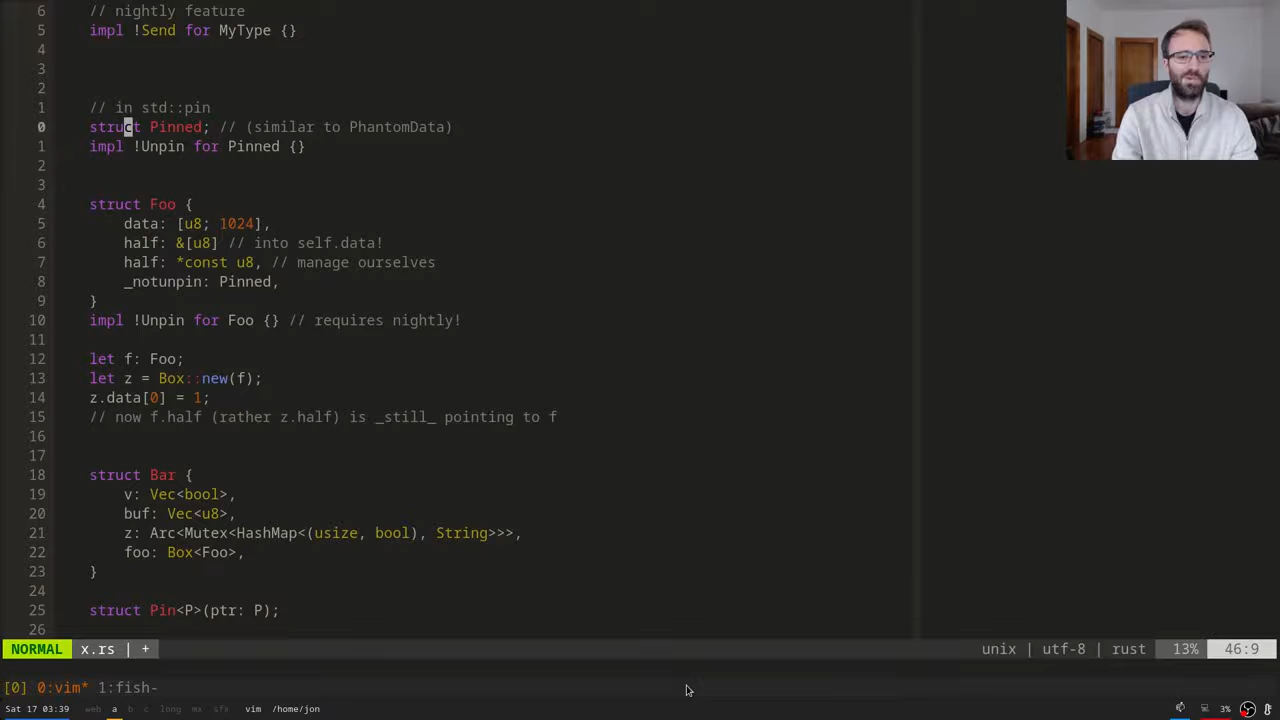 6 // nightly feature
5 impl !Send for MyType {}
4
3
2
1 // in std::pin
0 struct Pinned; // (similar to PhantomData)
1 impl !Unpin for Pinned {}
2
3
4 struct Foo {
5 data: [u8; 1024],
6 half: &[u8] // into self.data!
7 half: *const u8, // manage ourselves
8 _notunpin: Pinned,
9 }
10 impl !Unpin for Foo {} // requires nightly!
11
12 let f: Foo;
13 let z = Box::new(f);
14 z.data[0] = 1;
15 // now f.half (rather z.half) is _still_ pointing to f
16
17
18 struct Bar {
19 v: Vec<bool>,
20 buf: Vec<u8>,
21 z: Arc<Mutex<HashMap<(usize, bool), String>>>,
22 foo: Box<Foo>,
23 }
24
25 struct Pin<P>(ptr: P);
26
NORMAL x.rs | + unix | utf-8 | rust 13% 46:9
[0] 0:vim* 1:fish-
Sat 17 03:39 web a b c long mx sfx vim /home/jon 3%